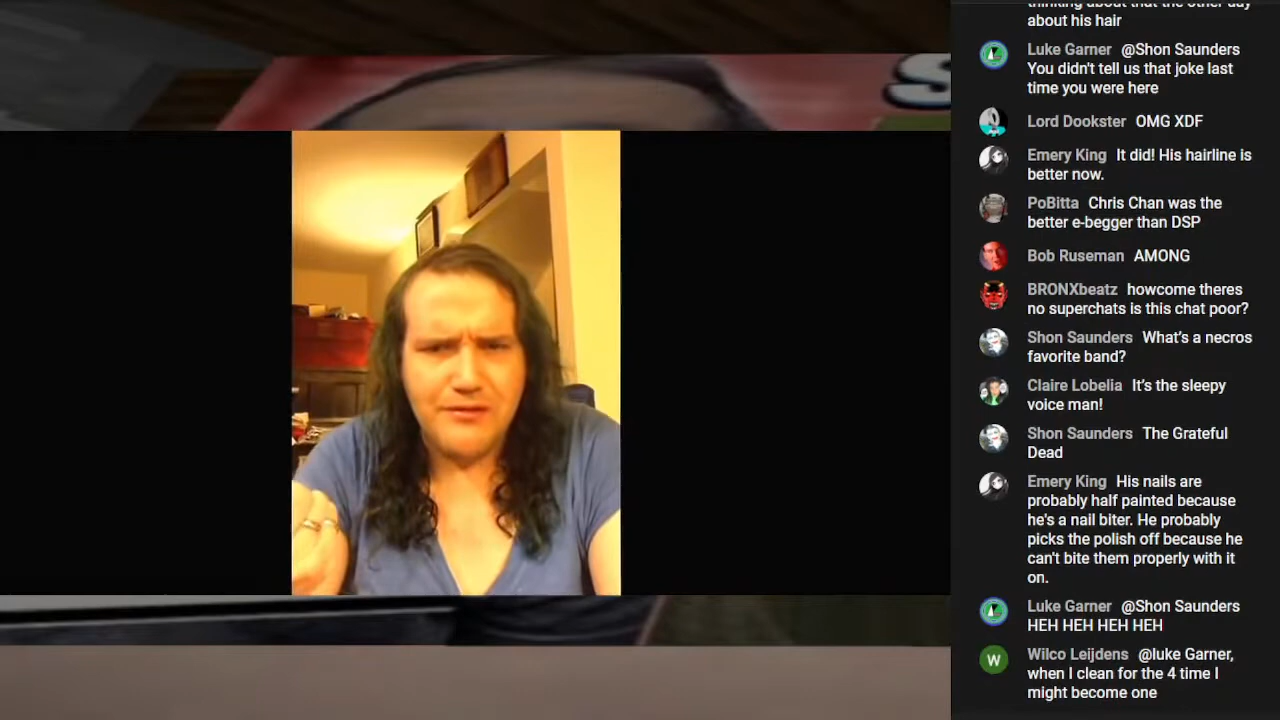 thinking about that the other day
about his hair
Luke Garner @Shon Saunders
You didn't tell us that joke last
time you were here
Lord Dookster OMG XDF
Emery King It did! His hairline is
better now.
PoBitta Chris Chan was the
better e-begger than DSP
Bob Ruseman AMONG
BRONXbeatz howcome theres
no superchats is this chat poor?
Shon Saunders What's a necros
favorite band?
Claire Lobelia It's the sleepy
voice man!
Shon Saunders The Grateful
Dead
Emery King His nails are
probably half painted because
he's a nail biter. He probably
picks the polish off because he
can't bite them properly with it
on.
Luke Garner @Shon Saunders
HEH HEH HEH HEH
W
Wilco Leijdens @luke Garner,
when I clean for the 4 time I
might become one